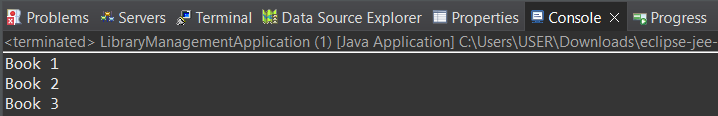 Problems Servers Terminal Data Source Explorer Properties Console Progress
<terminated> LibraryManagementApplication (1) [Java Application] C:\Users\USER\Downloads\eclipse-jee-
Book 1
Book 2
Book 3